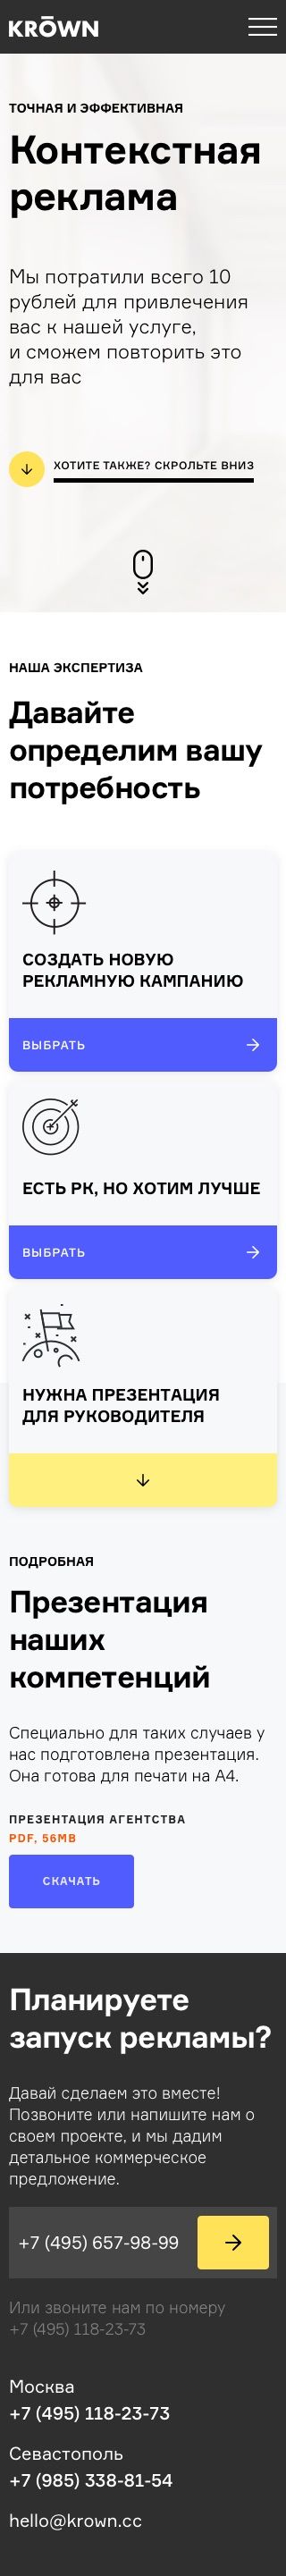 KRŌWN
ТОЧНАЯ И ЭФФЕКТИВНАЯ
Контекстная
реклама
Мы потратили всего 10
рублей для привлечения
вас к нашей услуге,
и сможем повторить это
для вас
ХОТИТЕ ТАКЖЕ? СКРОЛЬТЕ ВНИЗ
НАША ЭКСПЕРТИЗА
Давайте
определим вашу
потребность
СОЗДАТЬ НОВУЮ
РЕКЛАМНУЮ КАМПАНИЮ
ВЫБРАТЬ
ЕСТЬ РК, НО ХОТИМ ЛУЧШЕ
ВЫБРАТЬ
НУЖНА ПРЕЗЕНТАЦИЯ
ДЛЯ РУКОВОДИТЕЛЯ
ПОДРОБНАЯ
Презентация
наших
компетенций
Специально для таких случаев у
нас подготовлена презентация.
Она готова для печати на А4.
ПРЕЗЕНТАЦИЯ АГЕНТСТВА
PDF, 56MB
СКАЧАТЬ
Планируете
запуск рекламы?
Давай сделаем это вместе!
Позвоните или напишите нам о
своем проекте, и мы дадим
детальное коммерческое
предложение.
+7 (495) 657-98-99
Или звоните нам по номеру
+7 (495) 118-23-73
Москва
+7 (495) 118-23-73
Севастополь
+7 (985) 338-81-54
hello@krown.cc